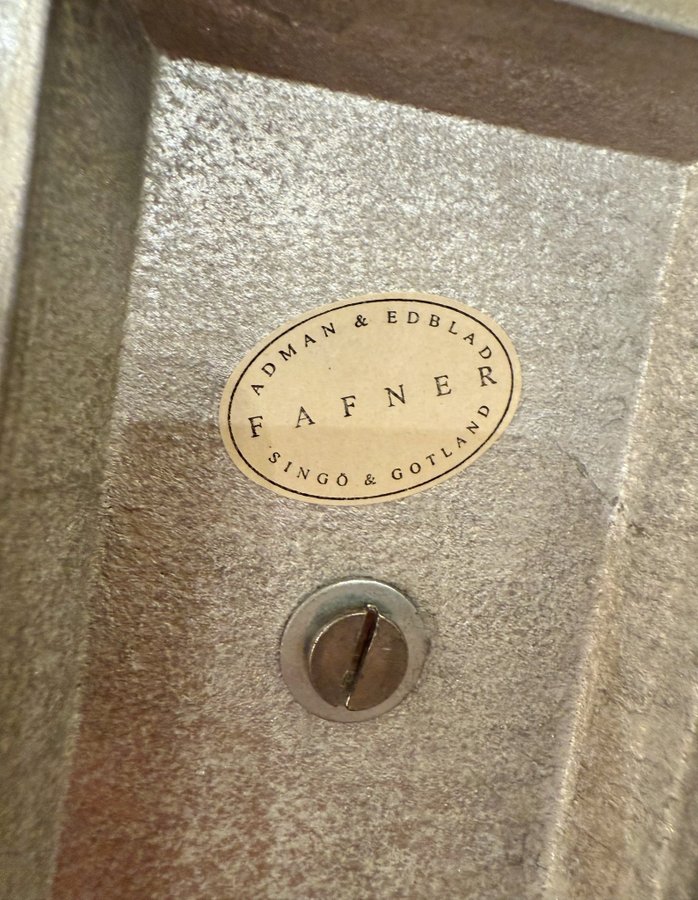 ADMAN & EDBLAD
FAFNER
SINGÖ & GOTLAND